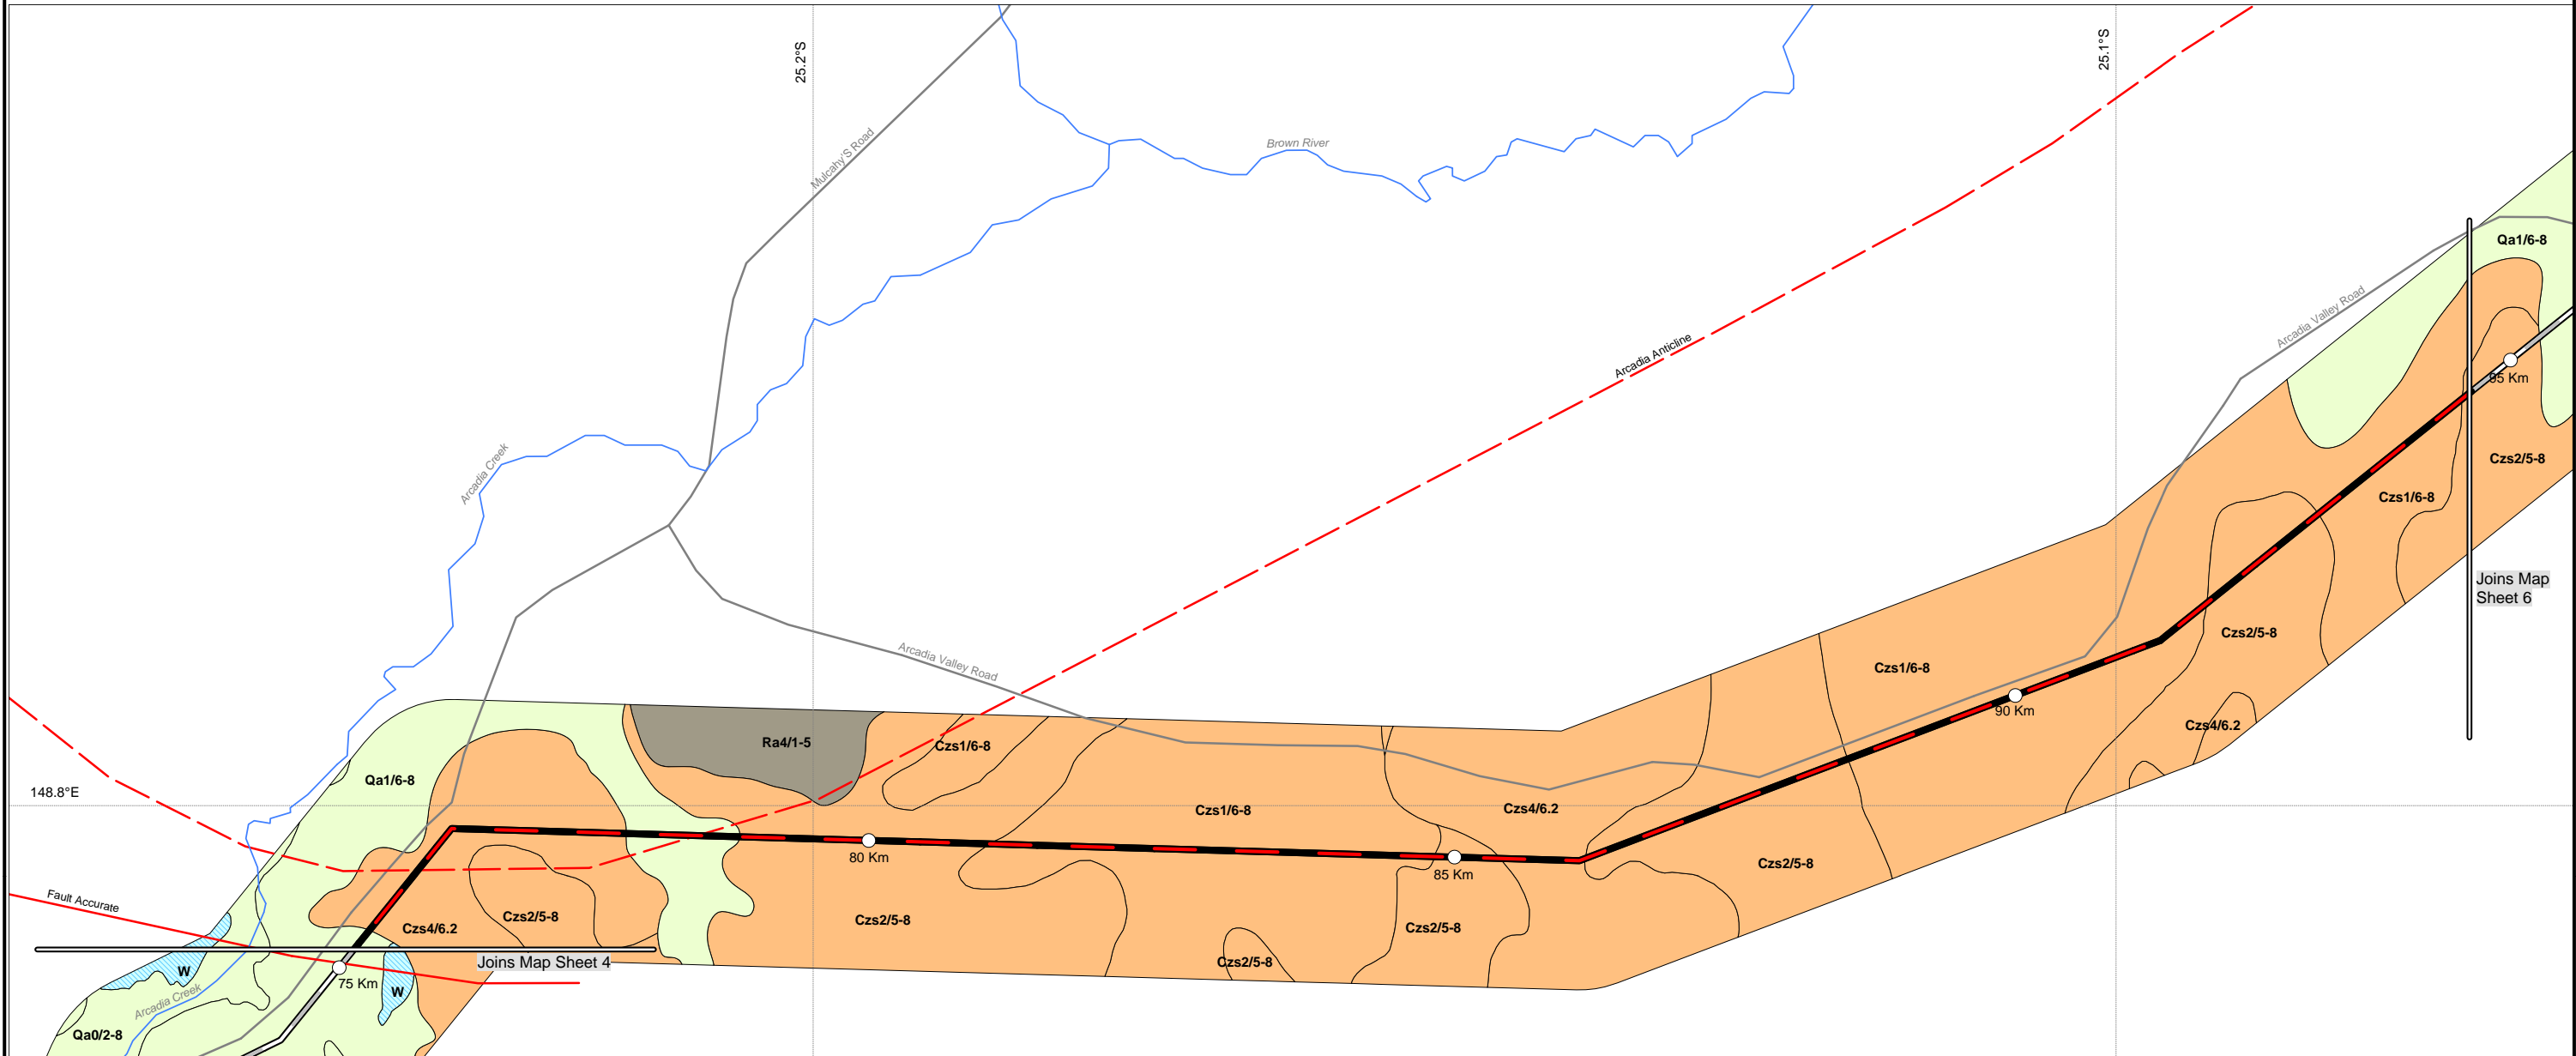 25.2°S
25.1°S
Mulcahy'S Road
Brown River
Qa1/6-8
Arcadia Valley Road
Arcadia Anticline
95 Km
Czs2/5-8
Arcadia Creek
Czs1/6-8
Joins Map
Sheet 6
Czs2/5-8
Arcadia Valley Road
Czs1/6-8
90 Km
Czs4/6.2
Ra4/1-5
Czs1/6-8
Qa1/6-8
148.8°E
Czs1/6-8
Czs4/6.2
80 Km
85 Km
Czs2/5-8
Fault Accurate
Czs4/6.2
Czs2/5-8
Czs2/5-8
Czs2/5-8
Joins Map Sheet 4
Czs2/5-8
W
75 Km
W
Arcadia Creek
Qa0/2-8